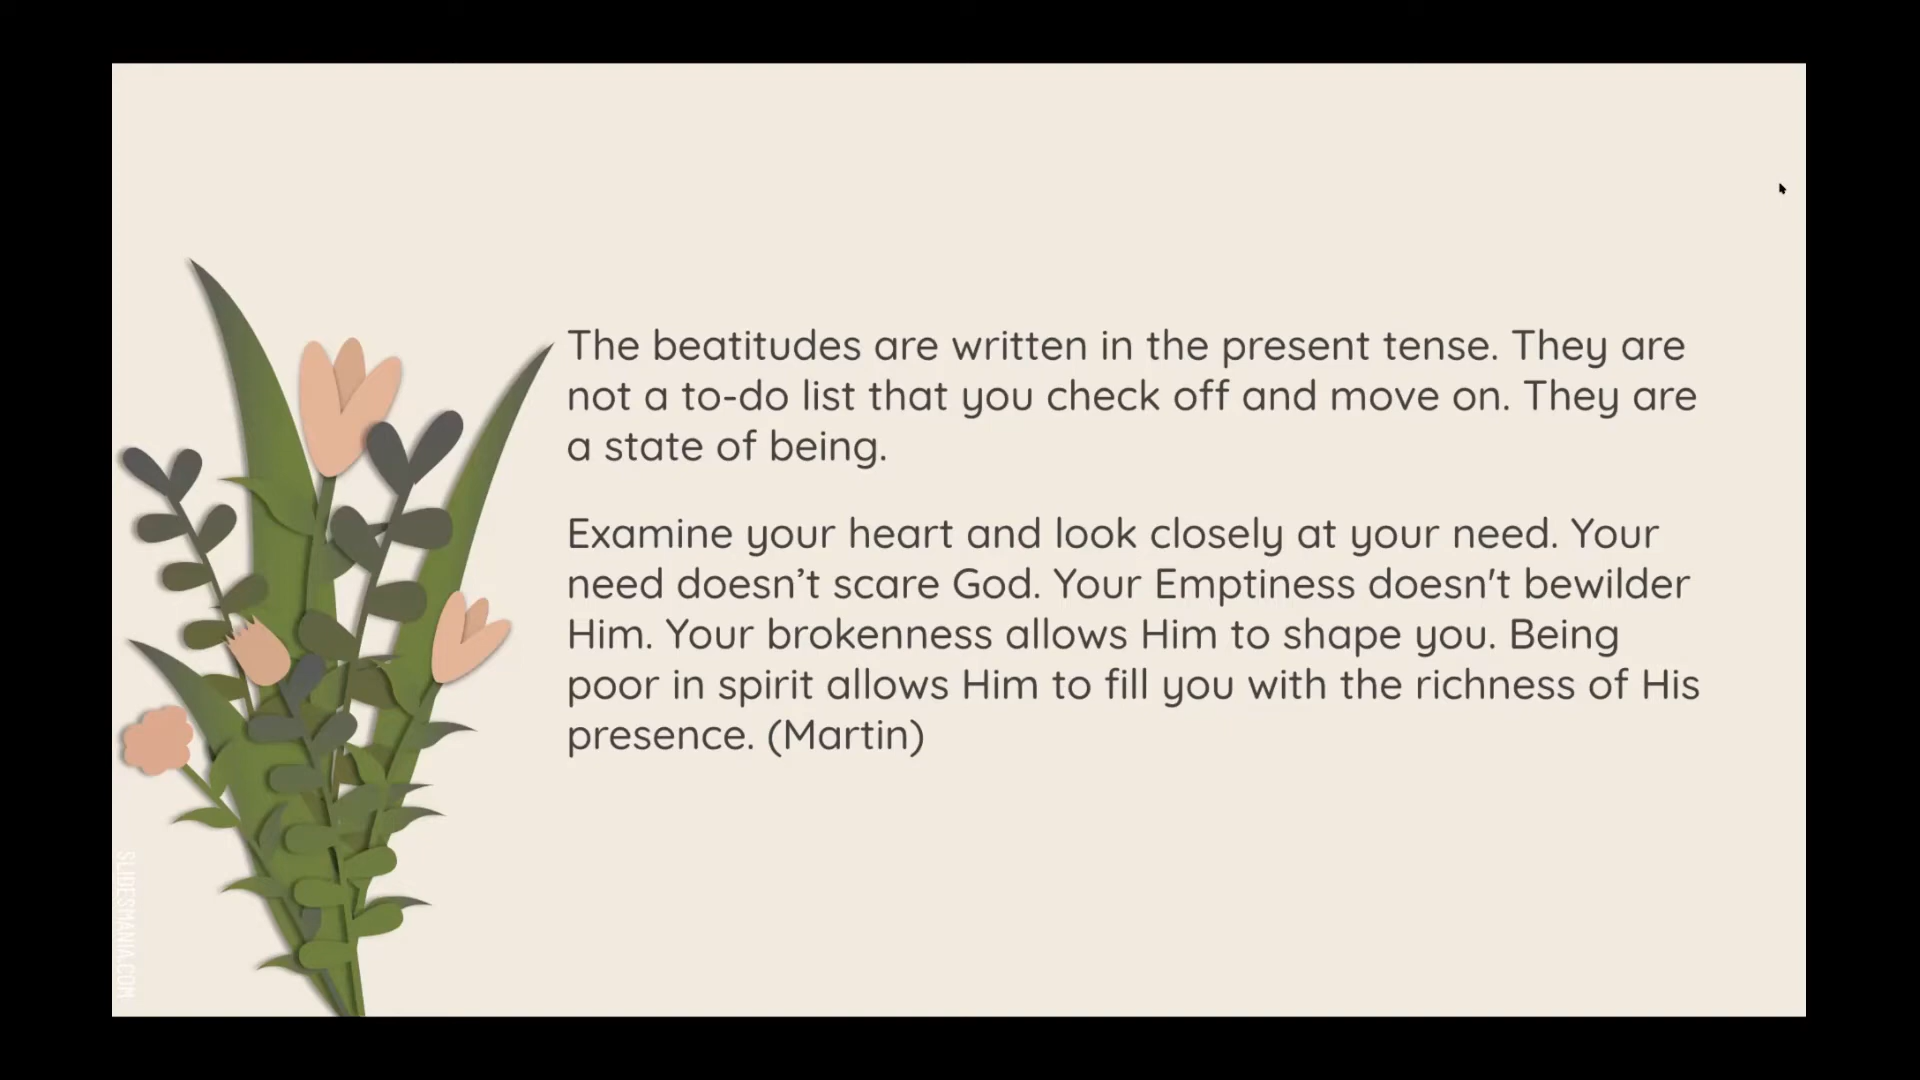 The beatitudes are written in the present tense. They are
not a to-do list that you check off and move on. They are
a state of being.
Examine your heart and look closely at your need. Your
need doesn’t scare God. Your Emptiness doesn't bewilder
Him. Your brokenness allows Him to shape you. Being
poor in spirit allows Him to fill you with the richness of His
presence. (Martin)
SLIDESMANIA.COM